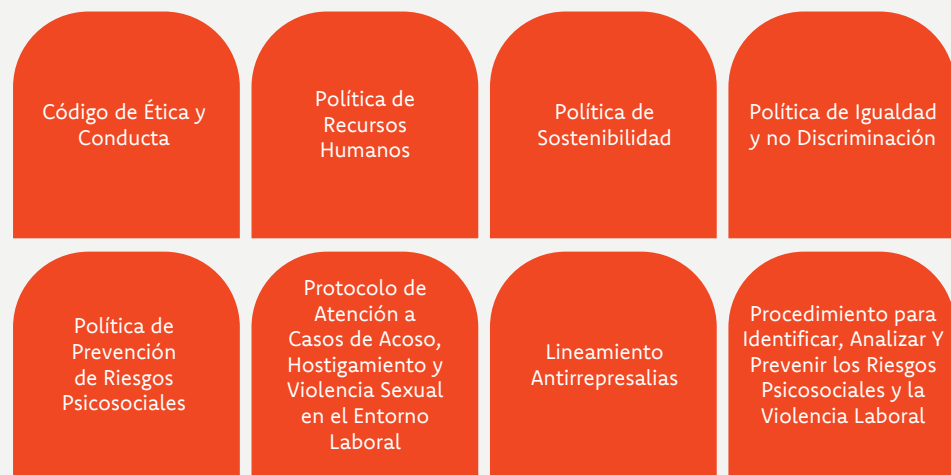 Código de Ética y
Conducta
Política de
Recursos
Humanos
Política de
Sostenibilidad
Política de Igualdad
y no Discriminación
Política de
Prevención
de Riesgos
Psicosociales
Protocolo de
Atención a
Casos de Acoso,
Hostigamiento y
Violencia Sexual
en el Entorno
Laboral
Lineamiento
Antirrepresalias
Procedimiento para
Identificar, Analizar Y
Prevenir los Riesgos
Psicosociales y la
Violencia Laboral